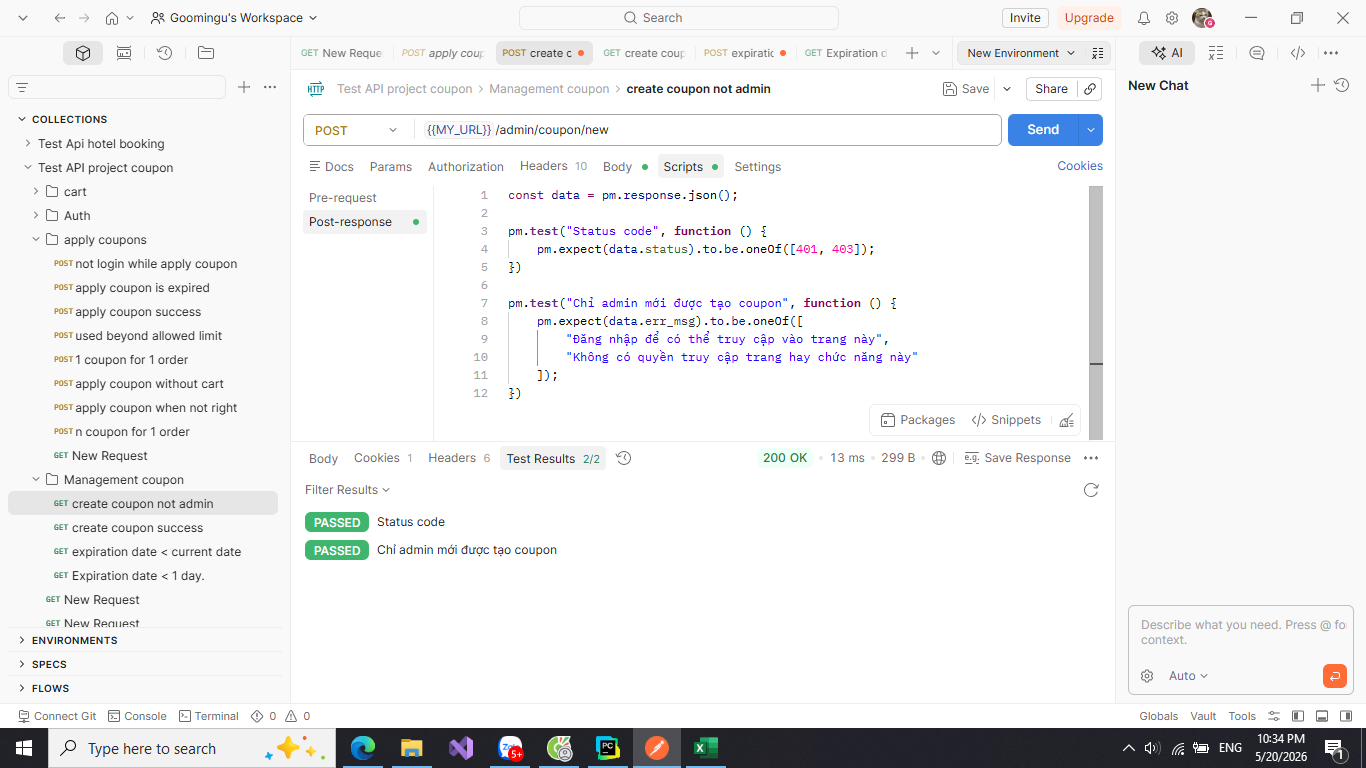 Goomingu's Workspace
Search
Invite
Upgrade
GET New Reque
POST apply coup
POST create c
GET create coup
POST expiratic
GET Expiration d
New Environment
AI
Test API project coupon > Management coupon > create coupon not admin
Save
Share
New Chat
COLLECTIONS
Test Api hotel booking
Test API project coupon
cart
Auth
apply coupons
POST not login while apply coupon
POST apply coupon is expired
POST apply coupon success
POST used beyond allowed limit
POST 1 coupon for 1 order
POST apply coupon without cart
POST apply coupon when not right
POST n coupon for 1 order
GET New Request
Management coupon
GET create coupon not admin
GET create coupon success
GET expiration date < current date
GET Expiration date < 1 day.
GET New Request
GET New Request
ENVIRONMENTS
SPECS
FLOWS
HTTP
POST
{{MY_URL}} /admin/coupon/new
Send
Docs
Params
Authorization
Headers 10
Body
Scripts
Settings
Cookies
Pre-request
Post-response
1 const data = pm.response.json();
2
3 pm.test("Status code", function () {
4 pm.expect(data.status).to.be.oneOf([401, 403]);
5 })
6
7 pm.test("Chỉ admin mới được tạo coupon", function () {
8 pm.expect(data.err_msg).to.be.oneOf([
9 "Đăng nhập để có thể truy cập vào trang này",
10 "Không có quyền truy cập trang hay chức năng này"
11 ]);
12 })
Packages
Snippets
Body
Cookies 1
Headers 6
Test Results 2/2
200 OK
13 ms
299 B
e.g. Save Response
Filter Results
PASSED Status code
PASSED Chỉ admin mới được tạo coupon
Describe what you need. Press @ for
context.
Auto
Connect Git
Console
Terminal
0
0
Globals
Vault
Tools
Type here to search
5+
ENG
10:34 PM
5/20/2026
1